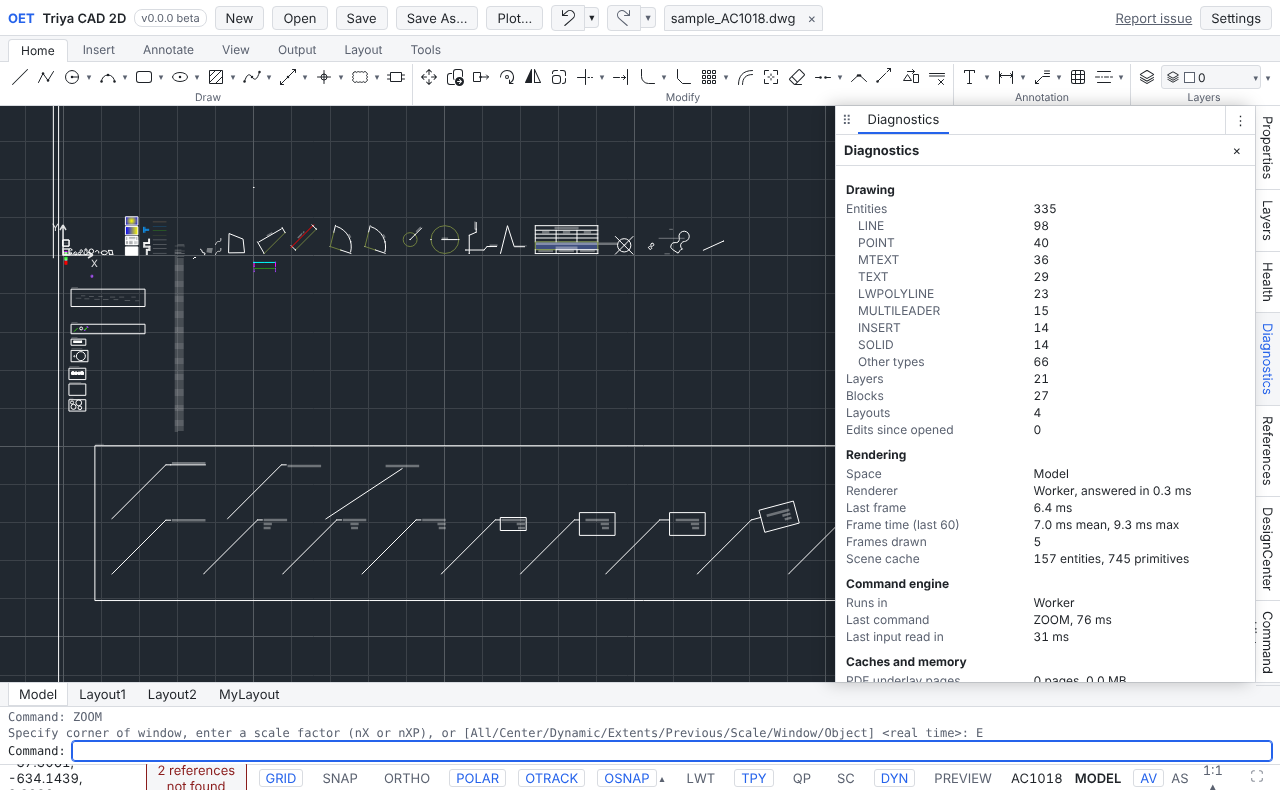 OET Triya CAD 2D v0.0.0 beta New Open Save Save As... Plot... sample_AC1018.dwg × Report issue Settings
Home Insert Annotate View Output Layout Tools
0
Draw Modify Annotation Layers
Diagnostics
Diagnostics ×
Drawing
Entities 335
LINE 98
POINT 40
MTEXT 36
TEXT 29
LWPOLYLINE 23
MULTILEADER 15
INSERT 14
SOLID 14
Other types 66
Layers 21
Blocks 27
Layouts 4
Edits since opened 0
Rendering
Space Model
Renderer Worker, answered in 0.3 ms
Last frame 6.4 ms
Frame time (last 60) 7.0 ms mean, 9.3 ms max
Frames drawn 5
Scene cache 157 entities, 745 primitives
Command engine
Runs in Worker
Last command ZOOM, 76 ms
Last input read in 31 ms
Caches and memory
PDF underlay pages 0 pages, 0.0 MB
Properties
Layers
Health
Diagnostics
References
DesignCenter
Command
Y
X
Model Layout1 Layout2 MyLayout
Command: ZOOM
Specify corner of window, enter a scale factor (nX or nXP), or [All/Center/Dynamic/Extents/Previous/Scale/Window/Object] <real time>: E
Command:
-634.1439,
2 references
not found
GRID SNAP ORTHO POLAR OTRACK OSNAP LWT TPY QP SC DYN PREVIEW AC1018 MODEL AV AS 1:1